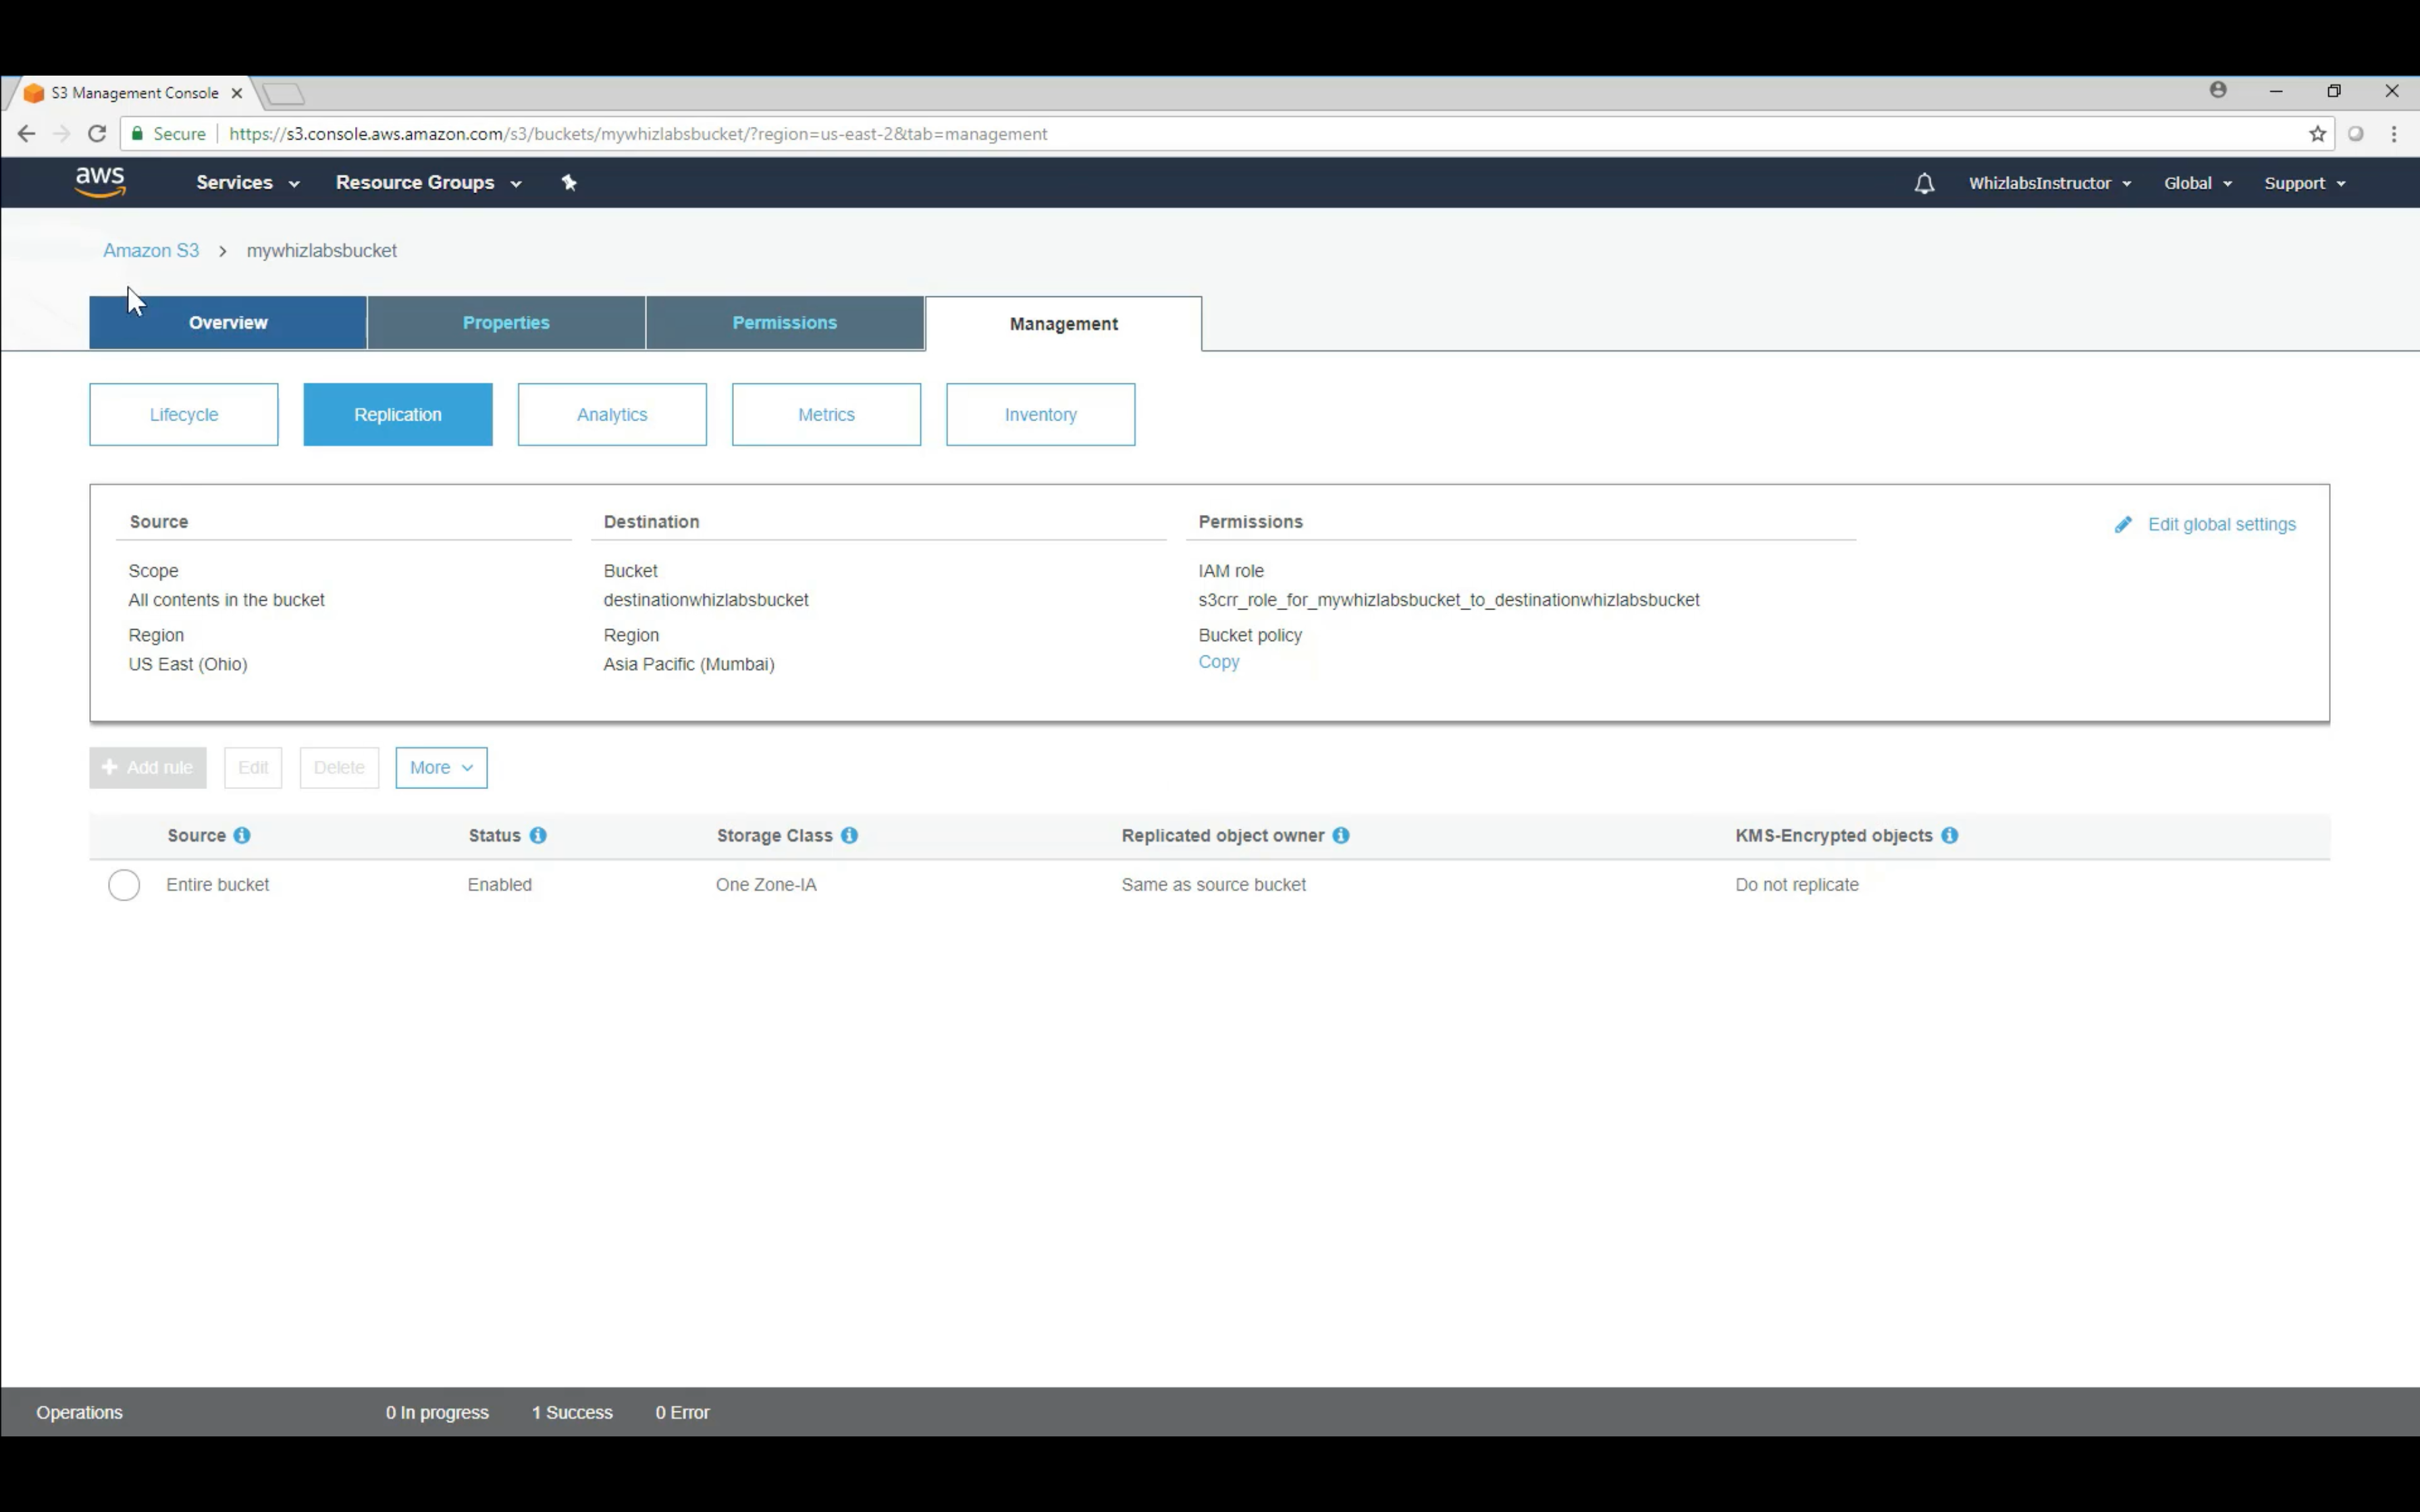 S3 Management Console
Secure https://s3.console.aws.amazon.com/s3/buckets/mywhizlabsbucket/?region=us-east-2&tab=management
aws Services Resource Groups WhizlabsInstructor Global Support
Amazon S3 > mywhizlabsbucket
Overview Properties Permissions Management
Lifecycle Replication Analytics Metrics Inventory
Source Destination Permissions Edit global settings
Scope Bucket IAM role
All contents in the bucket destinationwhizlabsbucket s3crr_role_for_mywhizlabsbucket_to_destinationwhizlabsbucket
Region Region Bucket policy
US East (Ohio) Asia Pacific (Mumbai) Copy
+ Add rule Edit Delete More
Source Status Storage Class Replicated object owner KMS-Encrypted objects
Entire bucket Enabled One Zone-IA Same as source bucket Do not replicate
Operations 0 In progress 1 Success 0 Error